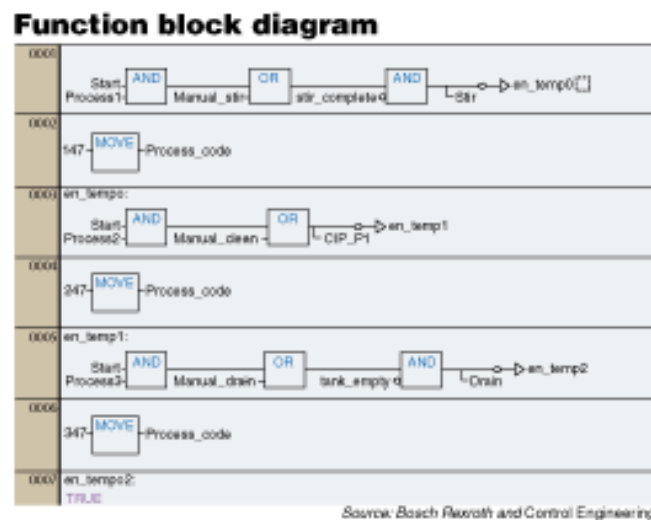 Function block diagram
0001
Start AND OR AND en_temp0
Process1 Manual_stir stir_complete Stir
0002
147 MOVE Process_code
0003 en_tempo:
Start AND OR en_temp1
Process2 Manual_clean CIP_P1
0004
247 MOVE Process_code
0005 en_temp1:
Start AND OR AND en_temp2
Process3 Manual_drain tank_empty Drain
0006
347 MOVE Process_code
0007 en_tempo2:
TRUE
Source: Bosch Rexroth and Control Engineering